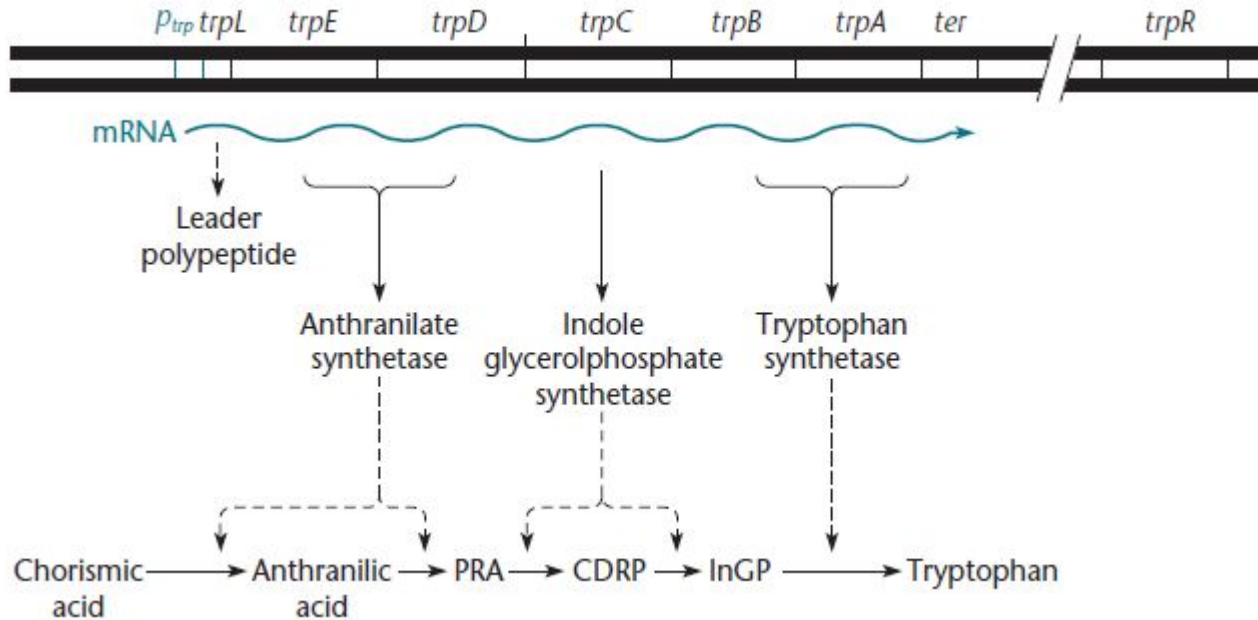 Ptrp trpL trpE trpD trpC trpB trpA ter trpR
mRNA
Leader
polypeptide
Anthranilate
synthetase
Indole
glycerolphosphate
synthetase
Tryptophan
synthetase
Chorismic
acid
Anthranilic
acid
PRA
CDRP
InGP
Tryptophan